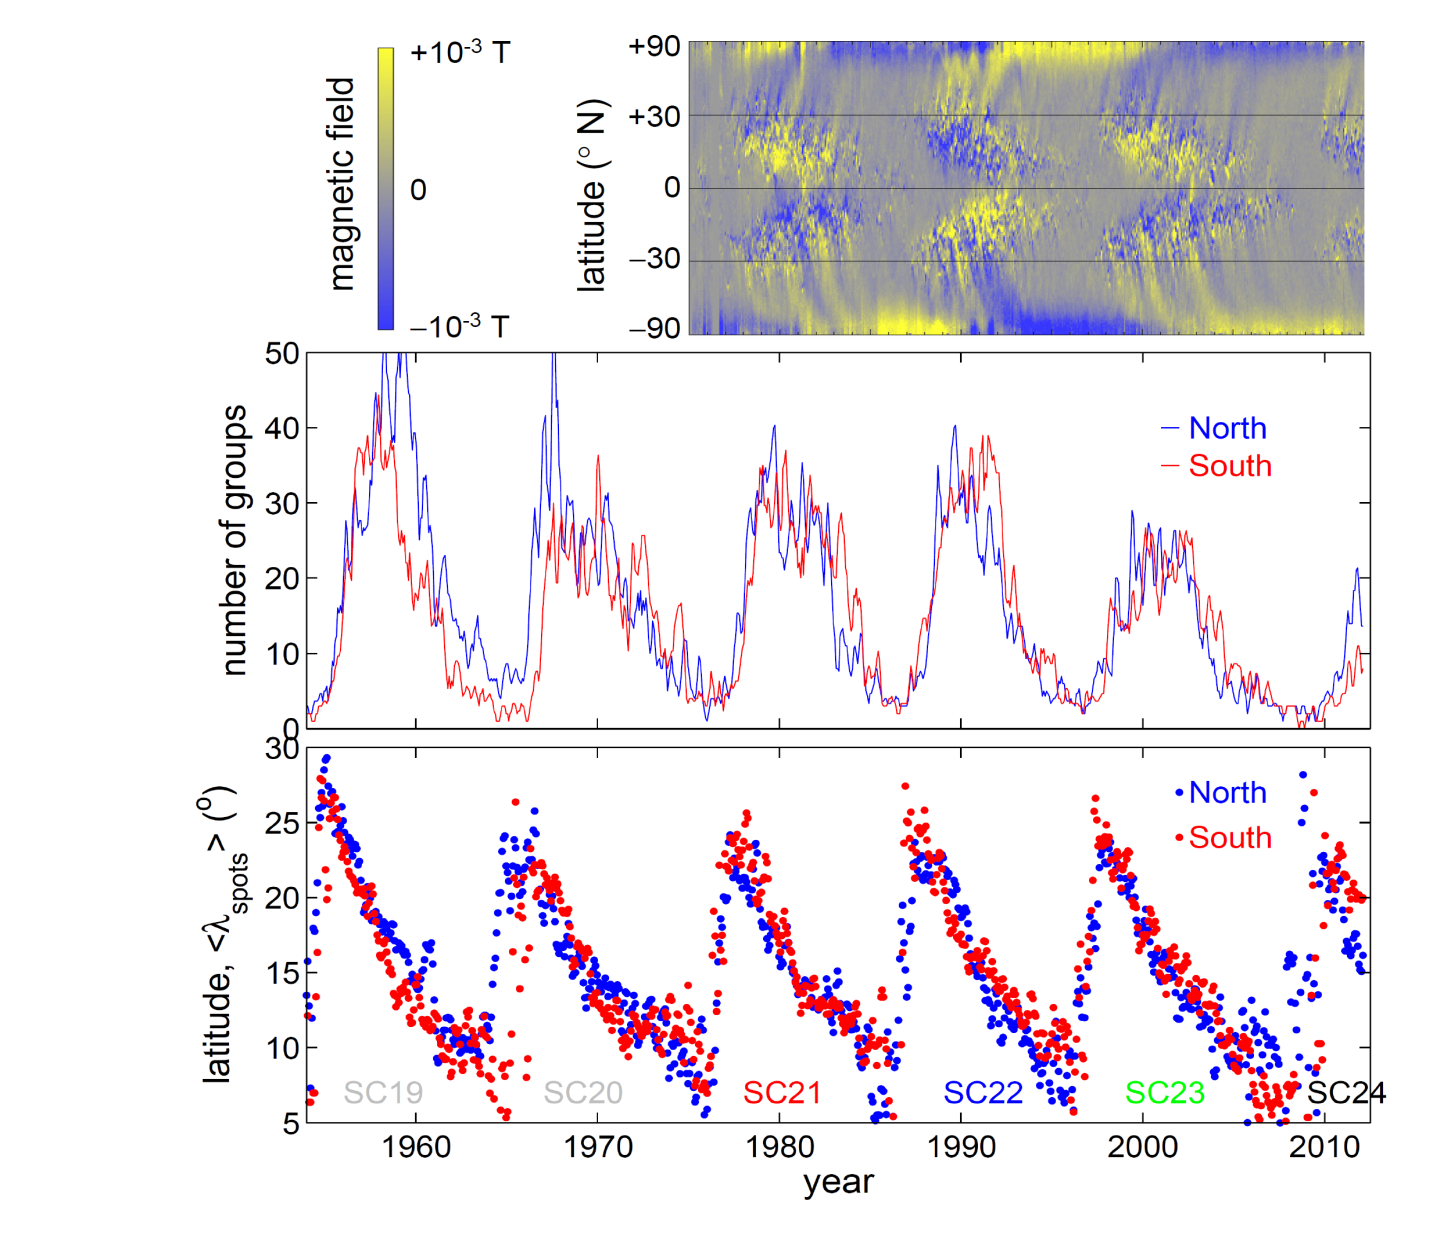 magnetic field
+10⁻³ T
0
−10⁻³ T
latitude (° N)
+90
+30
0
−30
−90
number of groups
50
40
30
20
10
0
North
South
latitude, <λspots> (°)
30
25
20
15
10
5
North
South
SC19 SC20 SC21 SC22 SC23 SC24
1960 1970 1980 1990 2000 2010
year